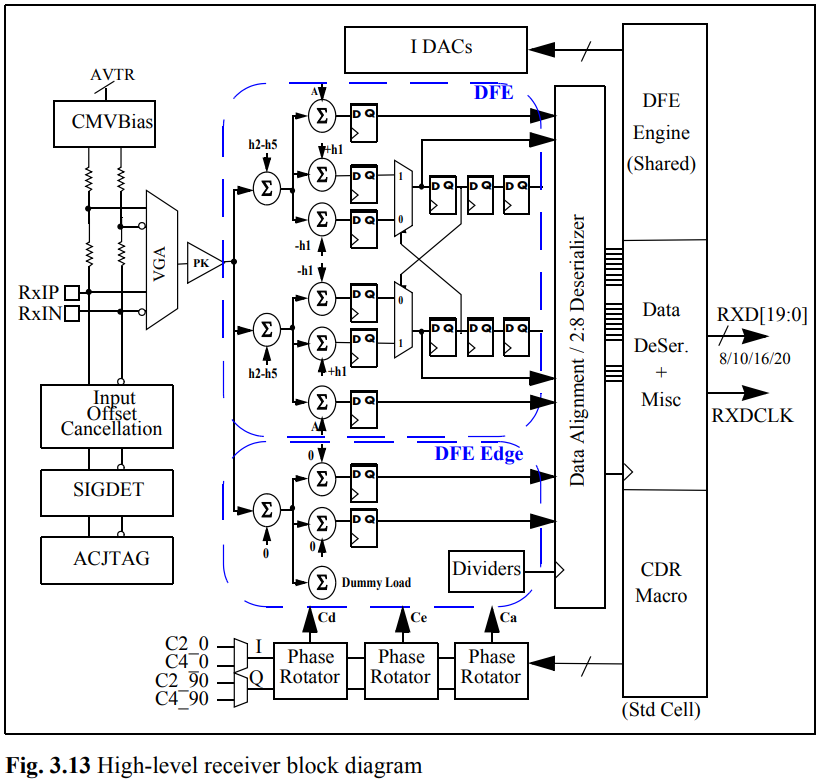 I DACs
AVTR
CMVBias
DFE
DFE
Engine
(Shared)
A
Σ
D Q
h2-h5
+h1
Σ
Σ
D Q
1
D Q
D Q
D Q
Σ
D Q
0
-h1
VGA
PK
RxIP
RxIN
-h1
Σ
D Q
0
Σ
Σ
D Q
1
D Q
D Q
D Q
h2-h5
+h1
Σ
D Q
A
Data Alignment / 2:8 Deserializer
Data
DeSer.
+
Misc
RXD[19:0]
8/10/16/20
RXDCLK
Input
Offset
Cancellation
SIGDET
ACJTAG
DFE Edge
0
Σ
D Q
Σ
Σ
D Q
0
0
Σ
Dummy Load
Dividers
CDR
Macro
Cd
Ce
Ca
C2_0
C4_0
C2_90
C4_90
I
Q
Phase
Rotator
Phase
Rotator
Phase
Rotator
(Std Cell)
Fig. 3.13 High-level receiver block diagram